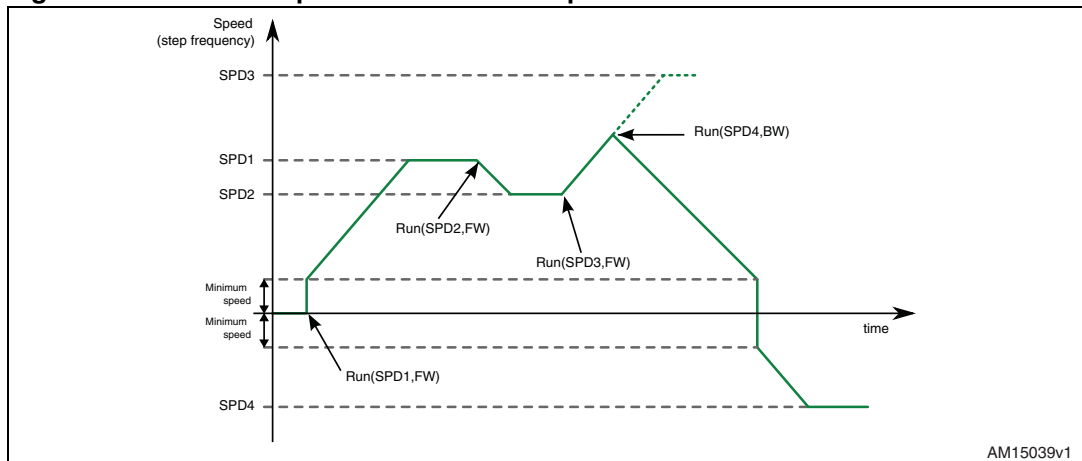 Speed
(step frequency)
SPD3
Run(SPD4,BW)
SPD1
SPD2
Run(SPD2,FW)
Run(SPD3,FW)
Minimum
speed
Minimum
speed
time
Run(SPD1,FW)
SPD4
AM15039v1